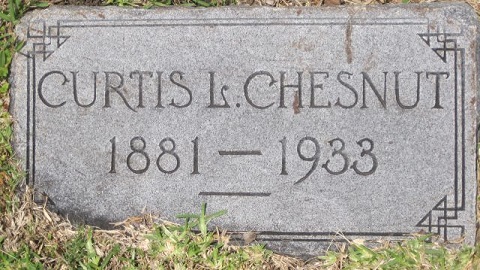 CURTIS L. CHESNUT
1881 — 1933